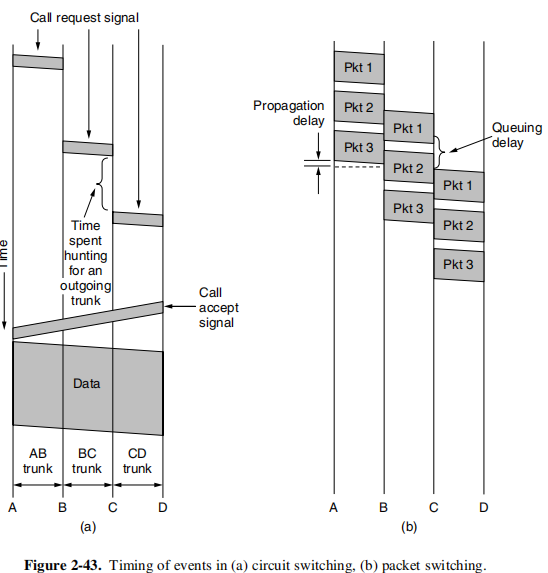 Call request signal
Time
spent
hunting
for an
outgoing
trunk
Time
Call
accept
signal
Data
AB
trunk
BC
trunk
CD
trunk
A
B
C
D
(a)
Propagation
delay
Pkt 1
Pkt 2
Pkt 3
Pkt 1
Pkt 2
Pkt 3
Queuing
delay
Pkt 1
Pkt 2
Pkt 3
A
B
C
D
(b)
Figure 2-43. Timing of events in (a) circuit switching, (b) packet switching.